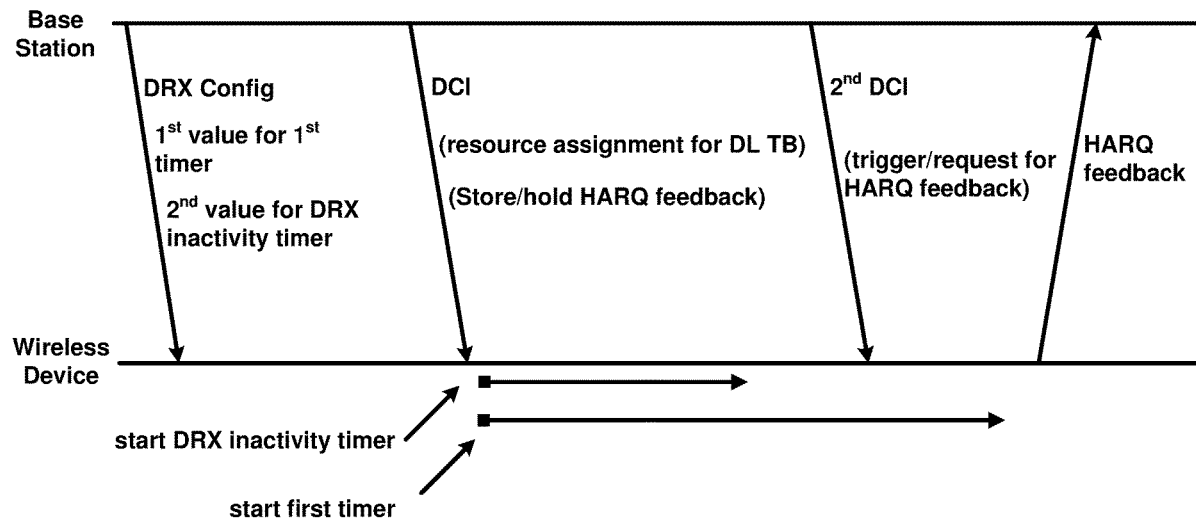 Base
Station
DRX Config
1st value for 1st
timer
2nd value for DRX
inactivity timer
DCI
(resource assignment for DL TB)
(Store/hold HARQ feedback)
2nd DCI
(trigger/request for
HARQ feedback)
HARQ
feedback
Wireless
Device
start DRX inactivity timer
start first timer